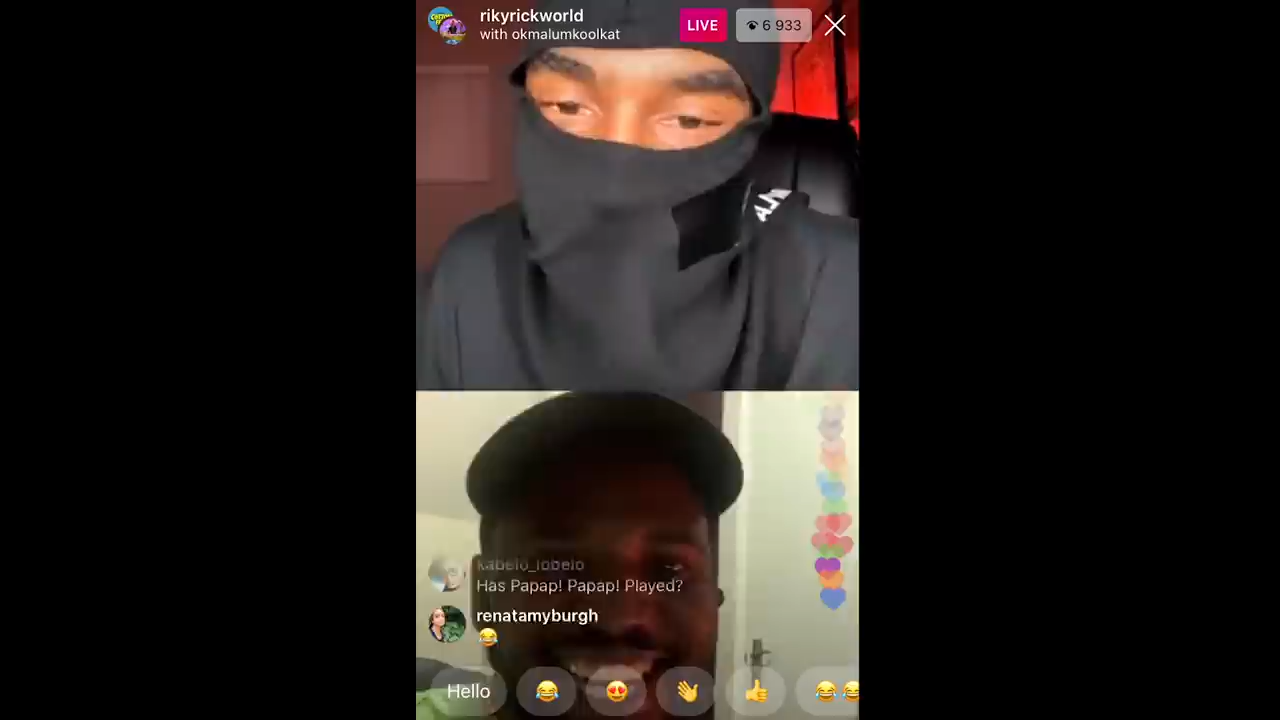 rikyrickworld
with okmalumkoolkat
LIVE
6 933
kabelo_lobelo
Has Papap! Papap! Played?
renatamyburgh
😂
Hello 😂 😍 👋 👍 😂😂